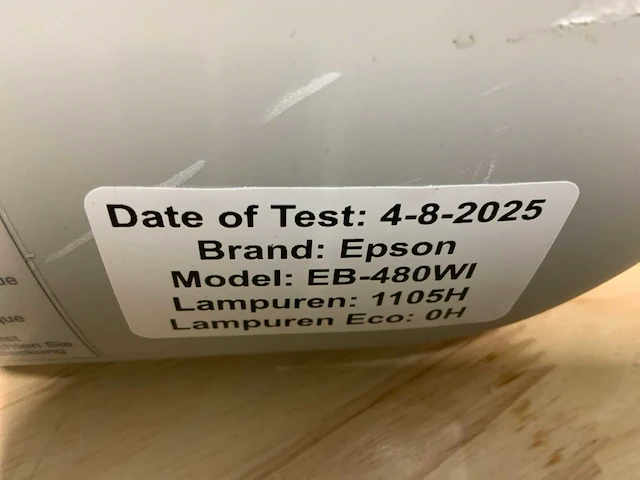 Date of Test: 4-8-2025
Brand: Epson
Model: EB-480WI
Lampuren: 1105H
Lampuren Eco: 0H